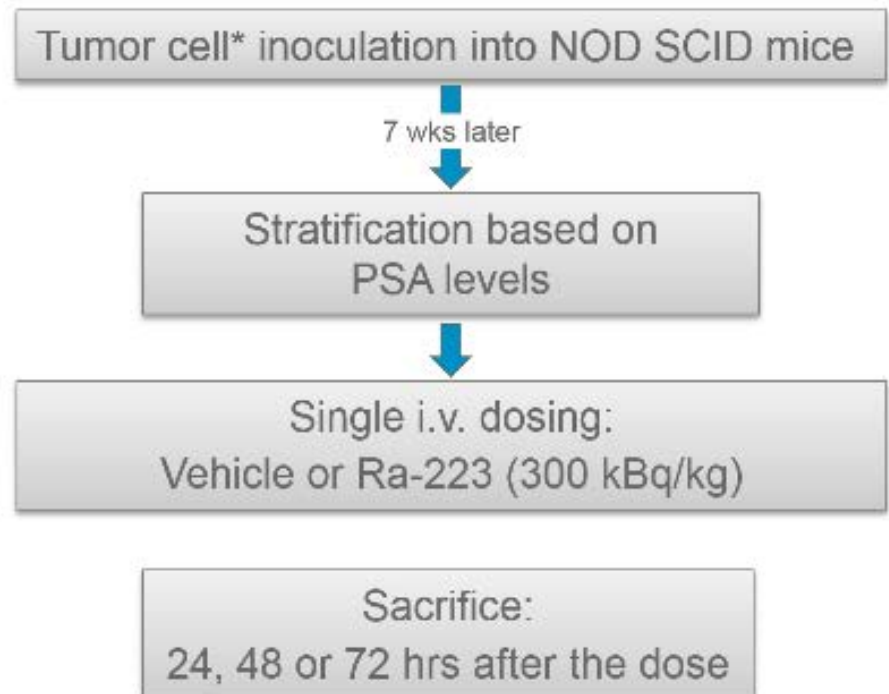 Tumor cell* inoculation into NOD SCID mice
7 wks later
Stratification based on
PSA levels
Single i.v. dosing:
Vehicle or Ra-223 (300 kBq/kg)
Sacrifice:
24, 48 or 72 hrs after the dose